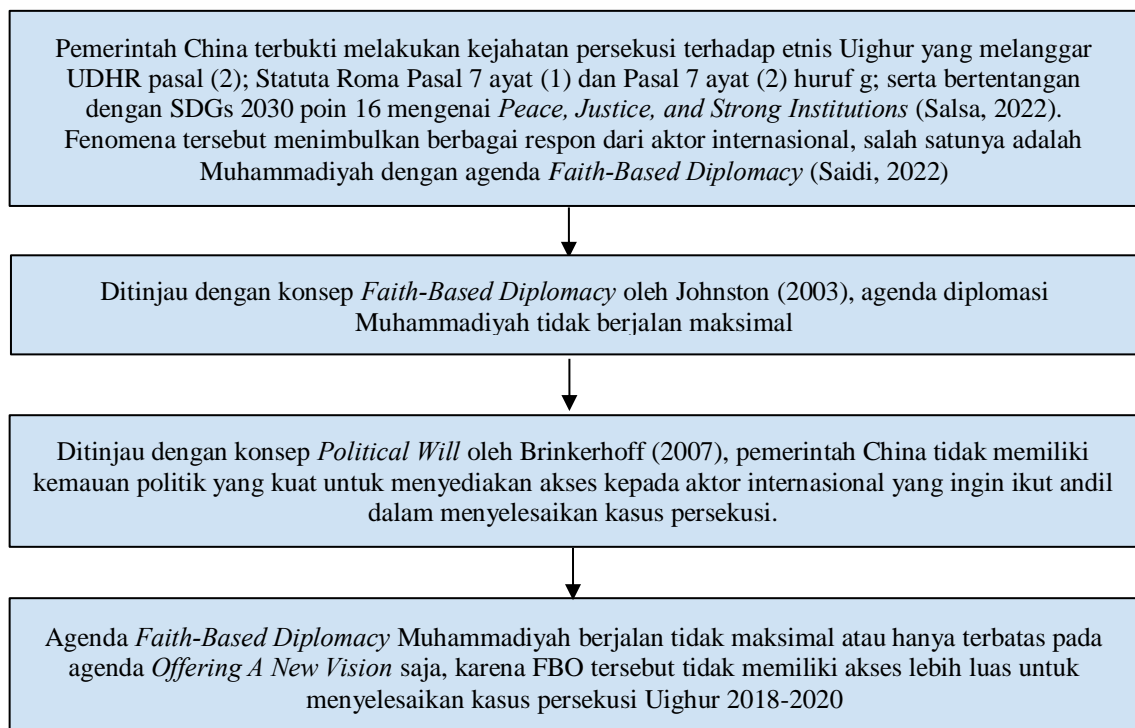 Pemerintah China terbukti melakukan kejahatan persekusi terhadap etnis Uighur yang melanggar
UDHR pasal (2); Statuta Roma Pasal 7 ayat (1) dan Pasal 7 ayat (2) huruf g; serta bertentangan
dengan SDGs 2030 poin 16 mengenai Peace, Justice, and Strong Institutions (Salsa, 2022).
Fenomena tersebut menimbulkan berbagai respon dari aktor internasional, salah satunya adalah
Muhammadiyah dengan agenda Faith-Based Diplomacy (Saidi, 2022)
Ditinjau dengan konsep Faith-Based Diplomacy oleh Johnston (2003), agenda diplomasi
Muhammadiyah tidak berjalan maksimal
Ditinjau dengan konsep Political Will oleh Brinkerhoff (2007), pemerintah China tidak memiliki
kemauan politik yang kuat untuk menyediakan akses kepada aktor internasional yang ingin ikut andil
dalam menyelesaikan kasus persekusi.
Agenda Faith-Based Diplomacy Muhammadiyah berjalan tidak maksimal atau hanya terbatas pada
agenda Offering A New Vision saja, karena FBO tersebut tidak memiliki akses lebih luas untuk
menyelesaikan kasus persekusi Uighur 2018-2020